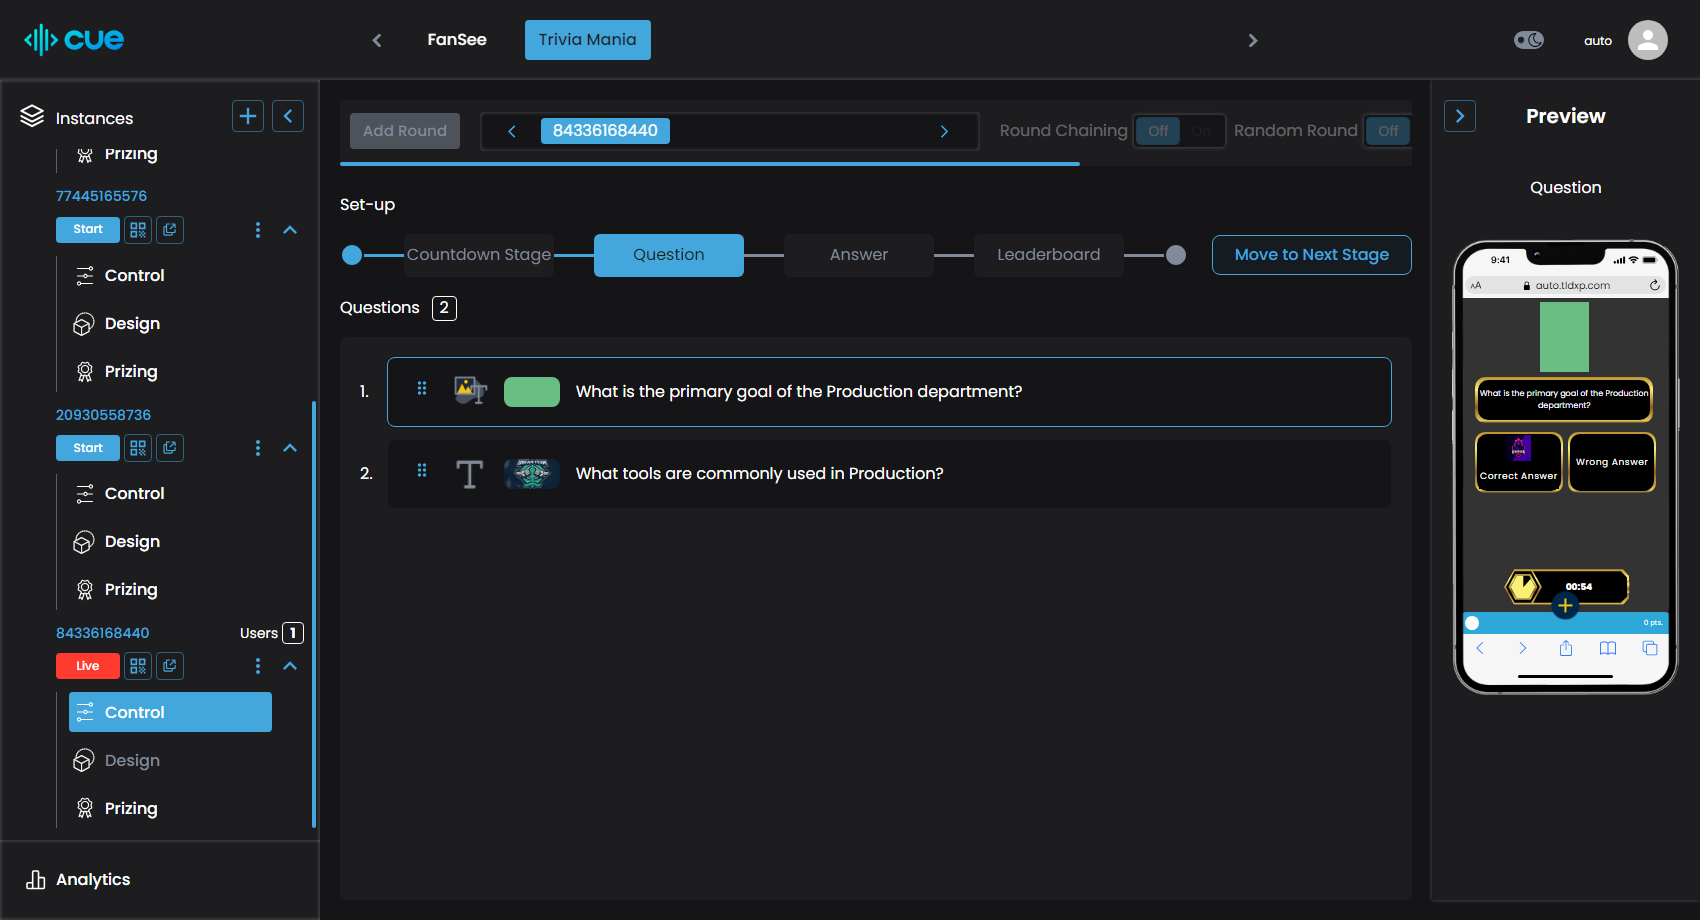 cue
FanSee
Trivia Mania
auto
Instances
Prizing
77445165576
Start
Control
Design
Prizing
20930558736
Start
Control
Design
Prizing
84336168440
Users 1
Live
Control
Design
Prizing
Analytics
Add Round
84336168440
Round Chaining
Off
On
Random Round
Off
Set-up
Countdown Stage
Question
Answer
Leaderboard
Move to Next Stage
Questions 2
1.
What is the primary goal of the Production department?
2.
T
What tools are commonly used in Production?
Preview
Question
9:41
AA
auto.tldxp.com
What is the primary goal of the Production
department?
Correct Answer
Wrong Answer
00:54
0 pts.